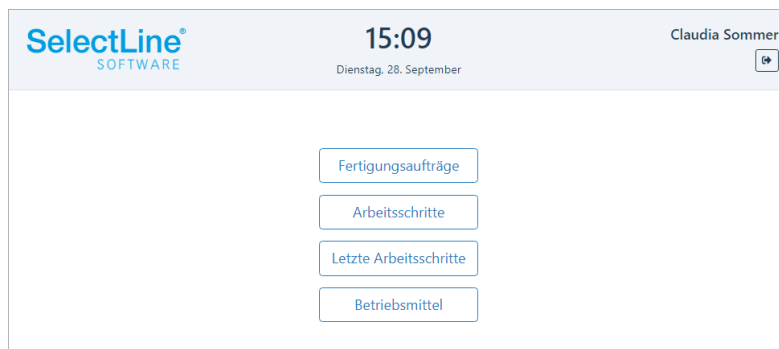 SelectLine®
SOFTWARE
15:09
Dienstag, 28. September
Claudia Sommer
Fertigungsaufträge
Arbeitsschritte
Letzte Arbeitsschritte
Betriebsmittel